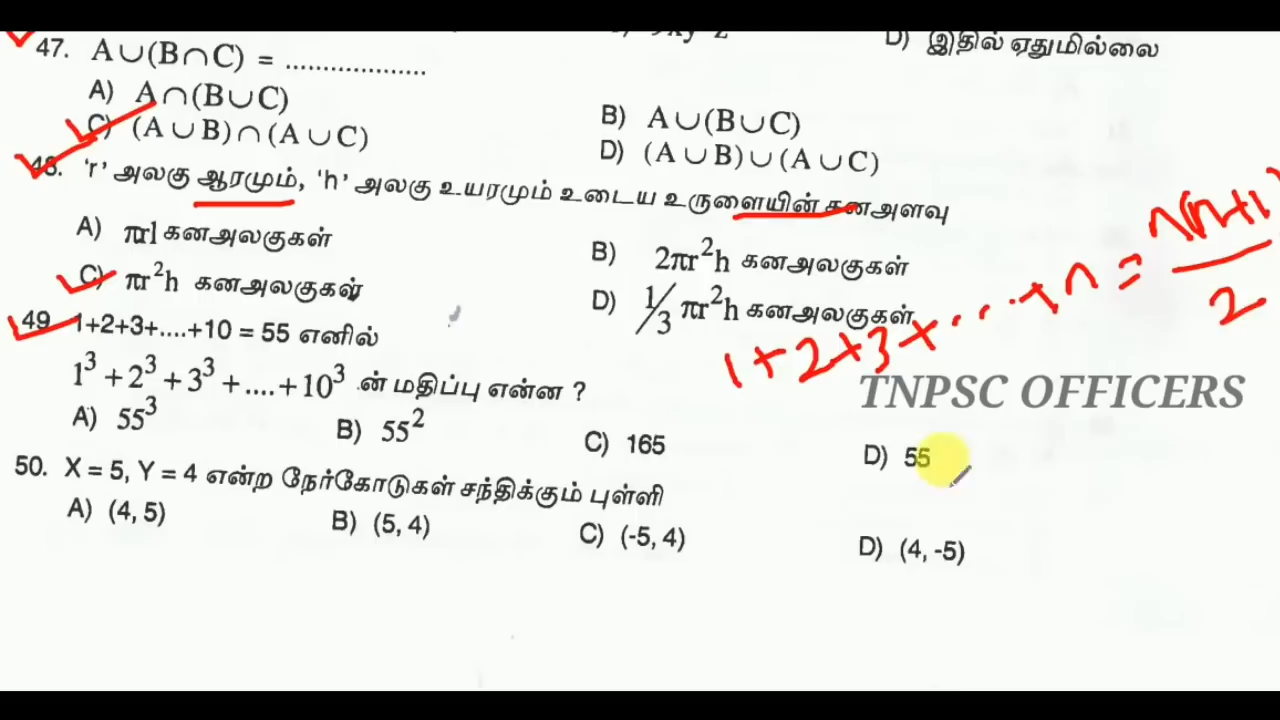 D) இதில் ஏதுமில்லை
47. A∪(B∩C) = ...................
A) A∩(B∪C)
B) A∪(B∪C)
C) (A∪B)∩(A∪C)
D) (A∪B)∪(A∪C)
48. 'r' அலகு ஆரமும், 'h' அலகு உயரமும் உடைய உருளையின் கனஅளவு
A) πrl கனஅலகுகள்
B) 2πr²h கனஅலகுகள்
C) πr²h கனஅலகுகள்
D) 1/3 πr²h கனஅலகுகள்
1+2+3+.....+n = n(n+1)/2
49. 1+2+3+....+10 = 55 எனில்
1³ + 2³ + 3³ + .... + 10³ ன் மதிப்பு என்ன ?
TNPSC OFFICERS
A) 55³
B) 55²
C) 165
D) 55
50. X = 5, Y = 4 என்ற நேர்கோடுகள் சந்திக்கும் புள்ளி
A) (4, 5)
B) (5, 4)
C) (-5, 4)
D) (4, -5)